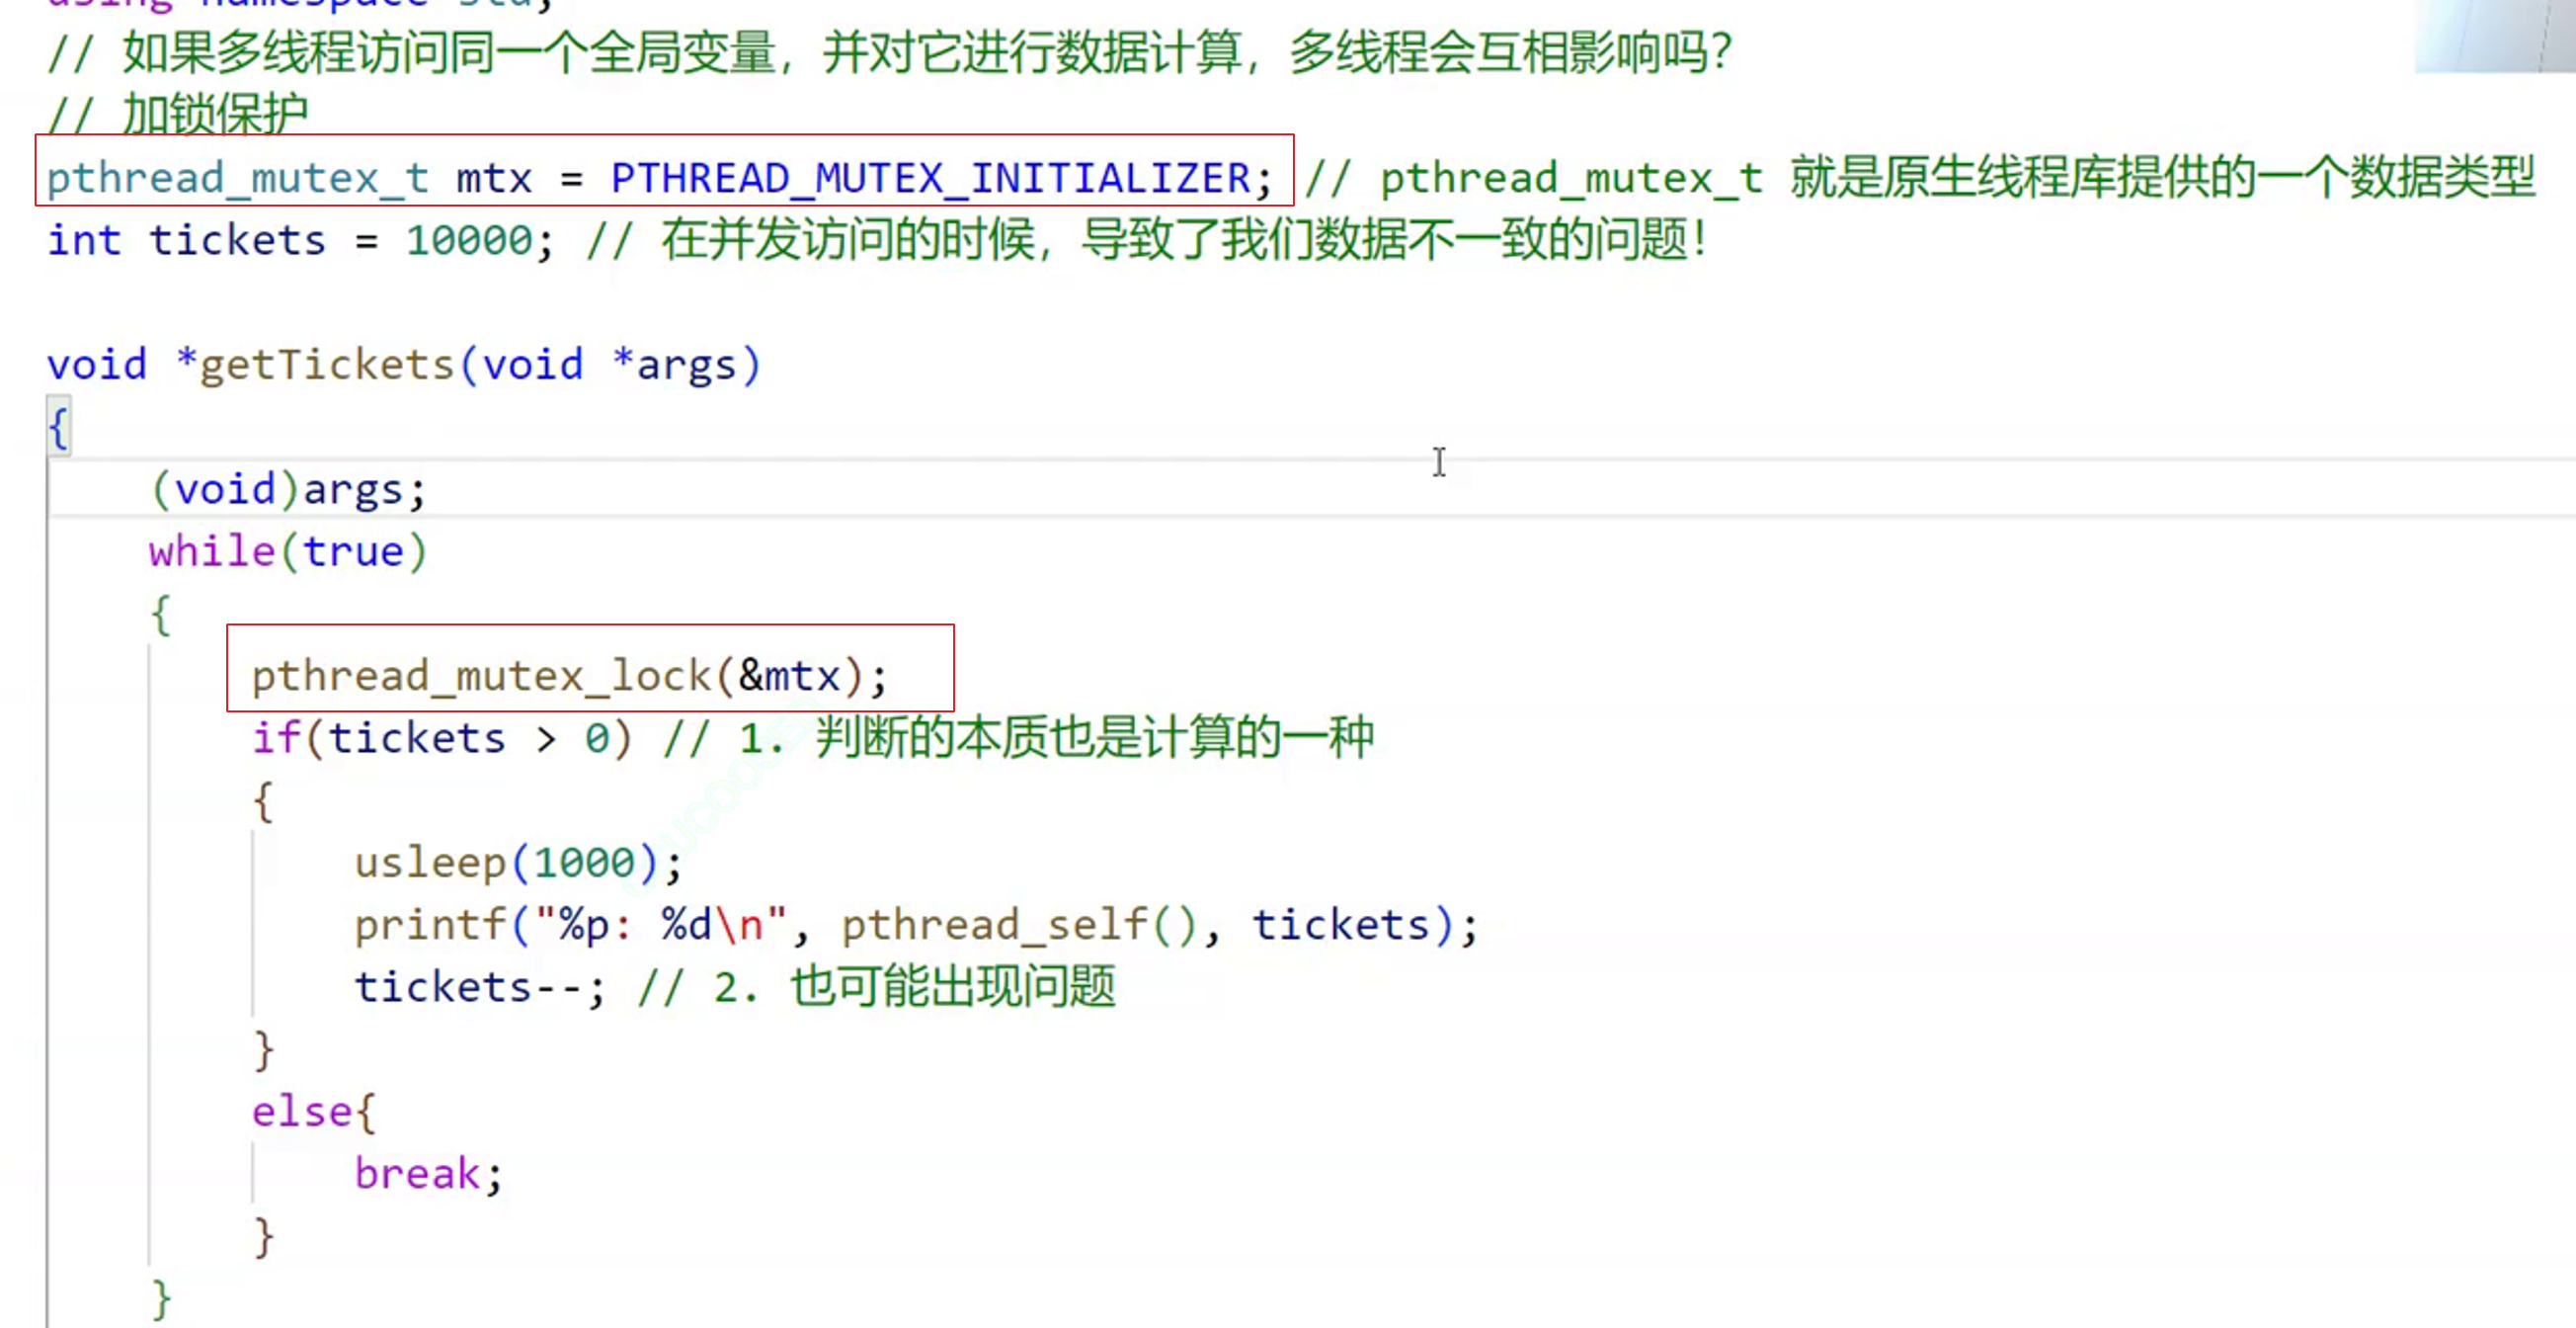 using namespace std;
// 如果多线程访问同一个全局变量，并对它进行数据计算，多线程会互相影响吗？
// 加锁保护
pthread_mutex_t mtx = PTHREAD_MUTEX_INITIALIZER; // pthread_mutex_t 就是原生线程库提供的一个数据类型
int tickets = 10000; // 在并发访问的时候，导致了我们数据不一致的问题！
void *getTickets(void *args)
{
(void)args;
while(true)
{
pthread_mutex_lock(&mtx);
if(tickets > 0) // 1. 判断的本质也是计算的一种
{
usleep(1000);
printf("%p: %d\n", pthread_self(), tickets);
tickets--; // 2. 也可能出现问题
}
else{
break;
}
}